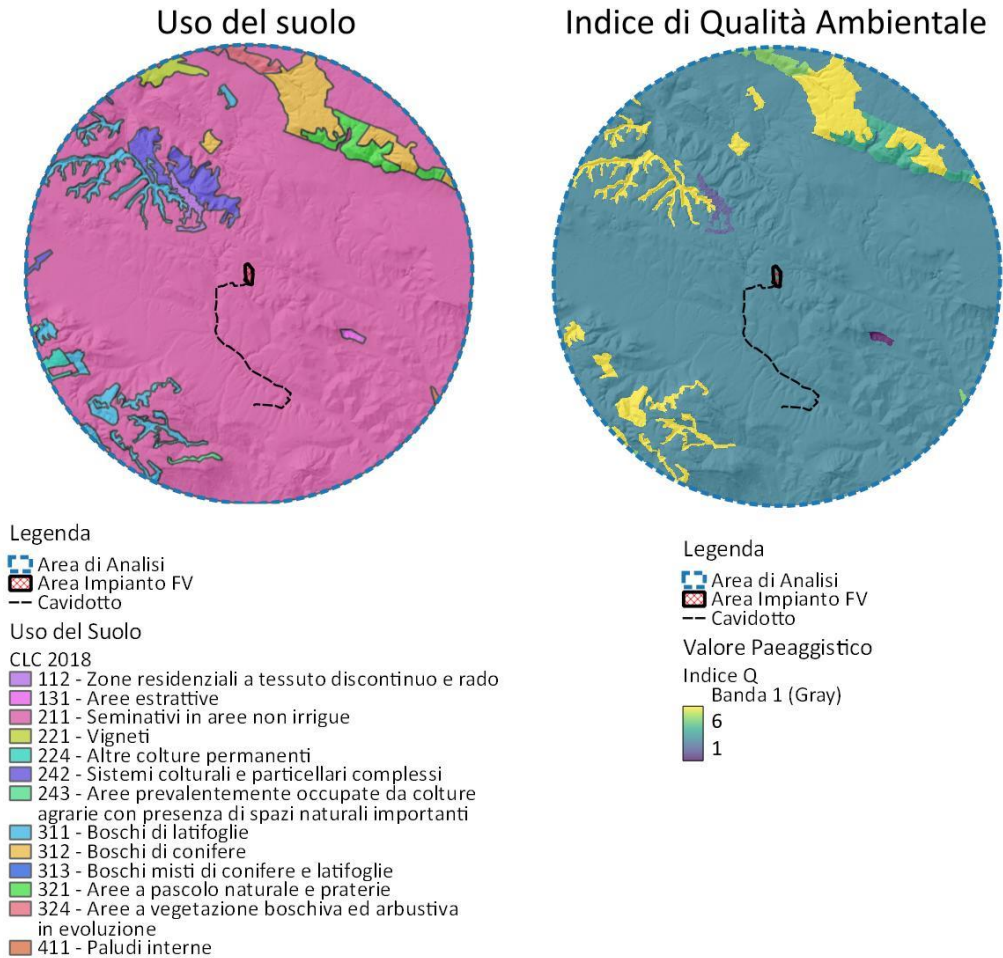 Uso del suolo
Indice di Qualità Ambientale
Legenda
Area di Analisi
Area Impianto FV
Cavidotto
Uso del Suolo
CLC 2018
112 - Zone residenziali a tessuto discontinuo e rado
131 - Aree estrattive
211 - Seminativi in aree non irrigue
221 - Vigneti
224 - Altre colture permanenti
242 - Sistemi colturali e particellari complessi
243 - Aree prevalentemente occupate da colture
agrarie con presenza di spazi naturali importanti
311 - Boschi di latifoglie
312 - Boschi di conifere
313 - Boschi misti di conifere e latifoglie
321 - Aree a pascolo naturale e praterie
324 - Aree a vegetazione boschiva ed arbustiva
in evoluzione
411 - Paludi interne
Legenda
Area di Analisi
Area Impianto FV
Cavidotto
Valore Paeaggistico
Indice Q
Banda 1 (Gray)
6
1